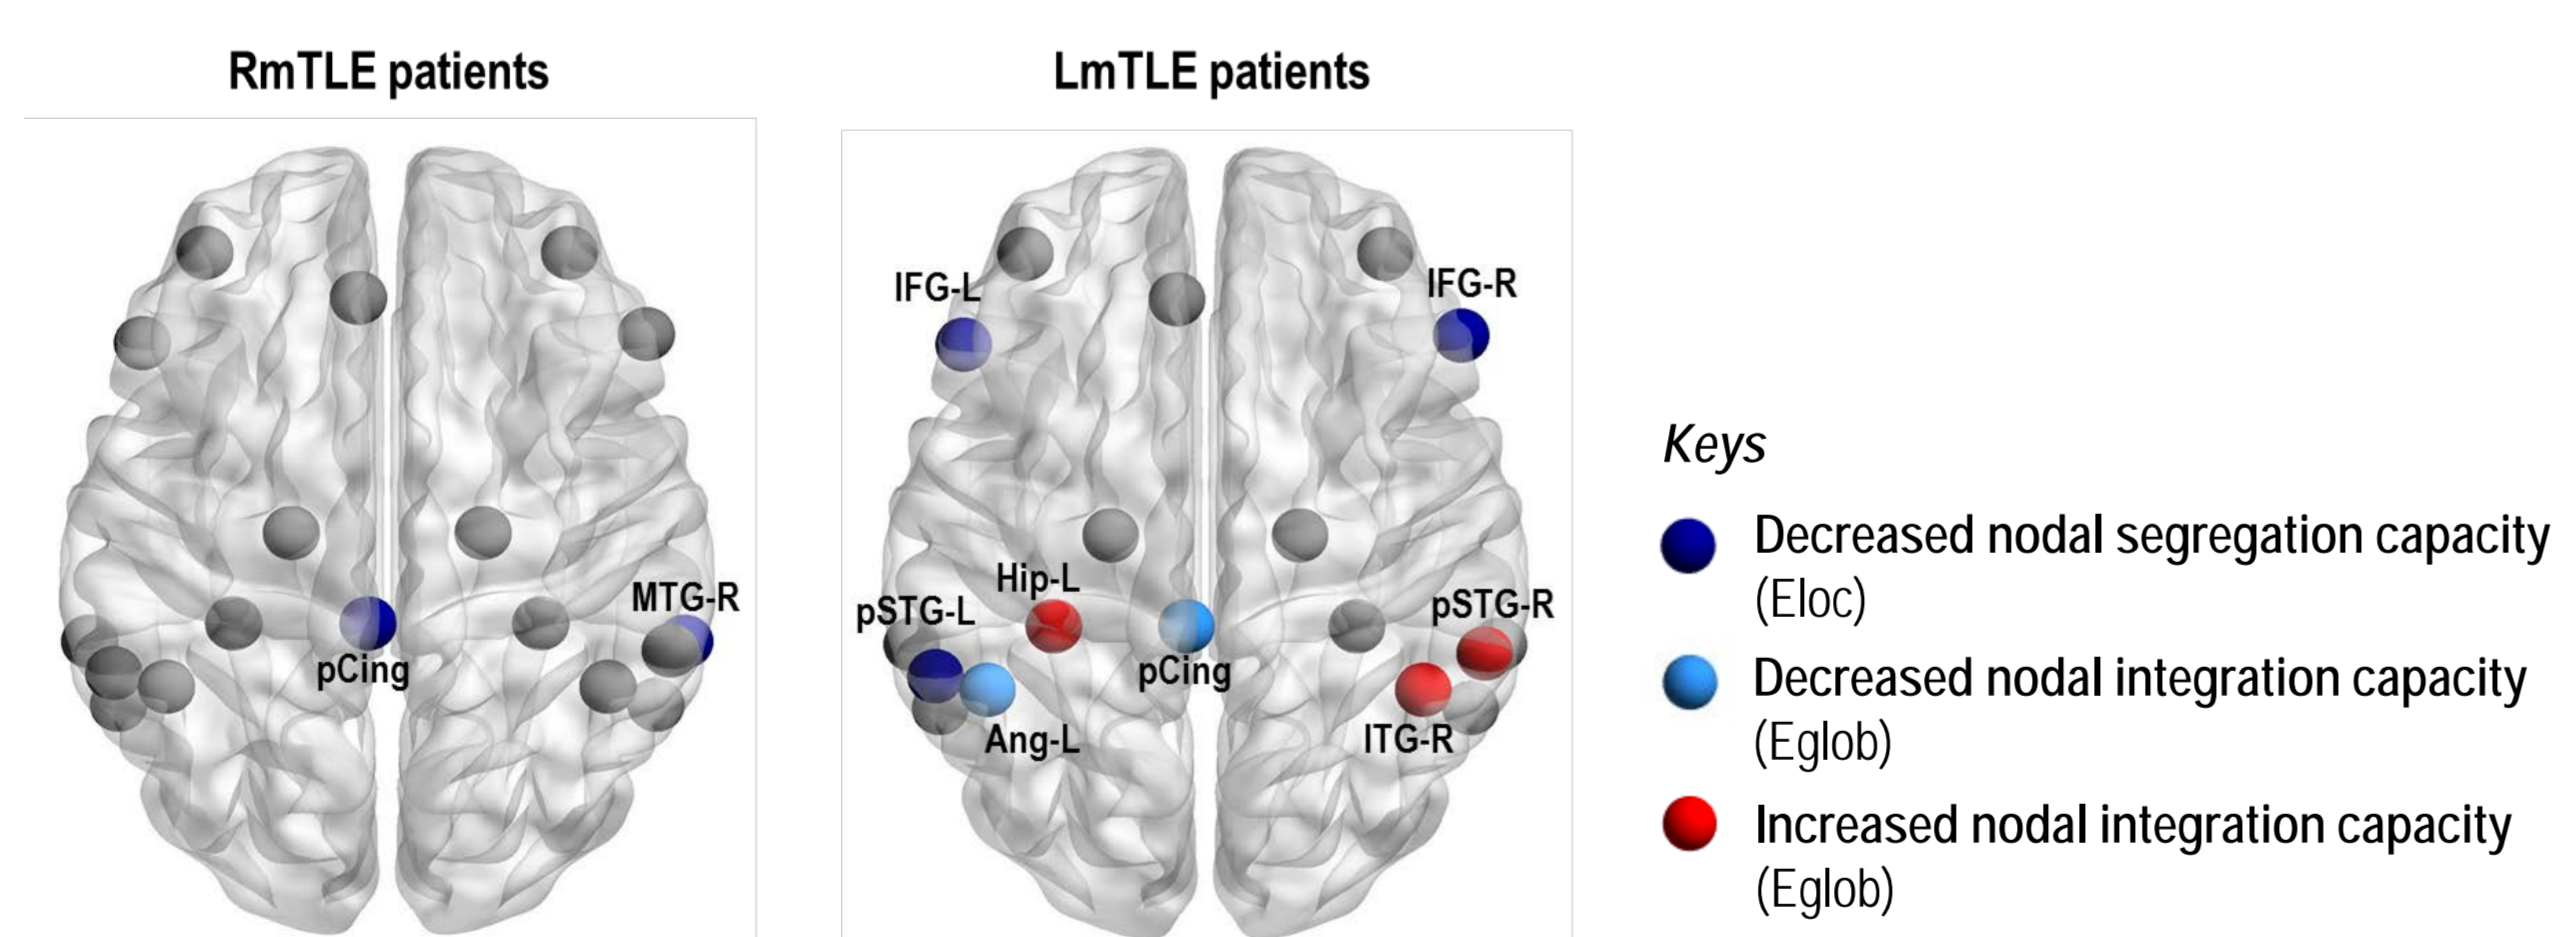 RmTLE patients
MTG-R
pCing
LmTLE patients
IFG-L
IFG-R
Hip-L
pSTG-L
pSTG-R
pCing
Ang-L
ITG-R
Keys
Decreased nodal segregation capacity
(Eloc)
Decreased nodal integration capacity
(Eglob)
Increased nodal integration capacity
(Eglob)